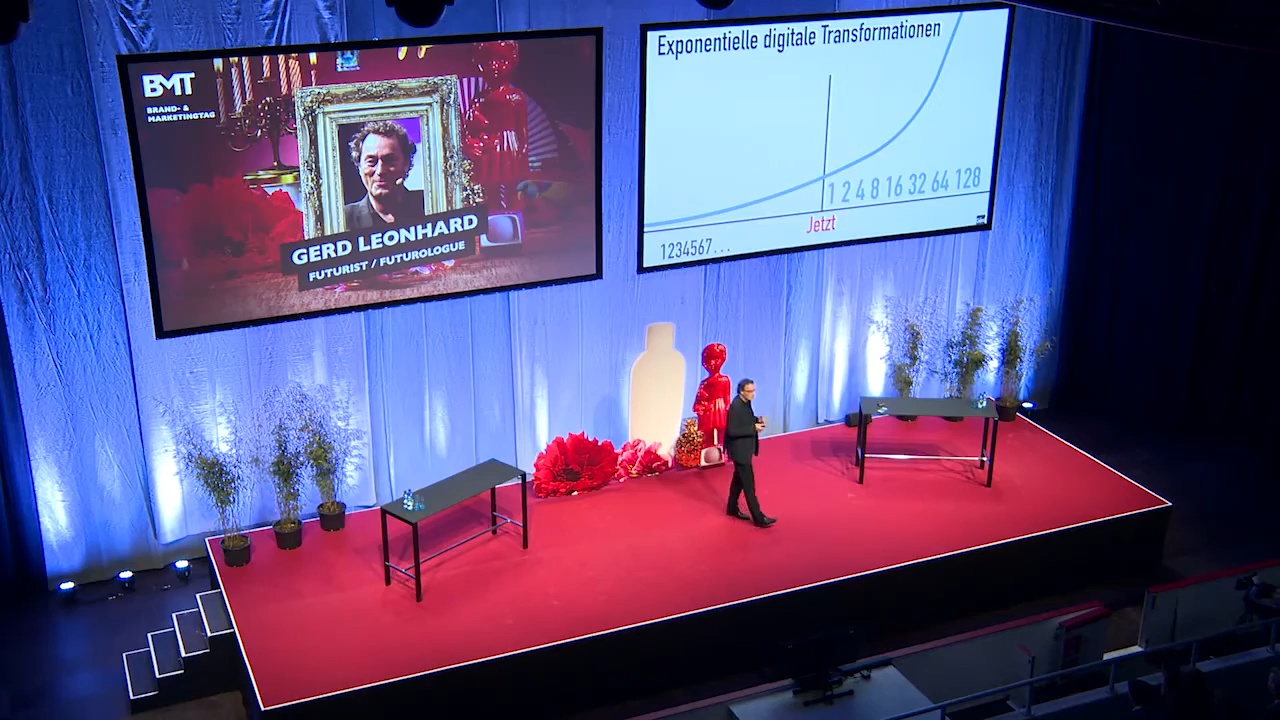 BMT
BRAND- &
MARKETINGTAG
GERD LEONHARD
FUTURIST / FUTUROLOGUE
Exponentielle digitale Transformationen
1 2 4 8 16 32 64 128
Jetzt
1234567...